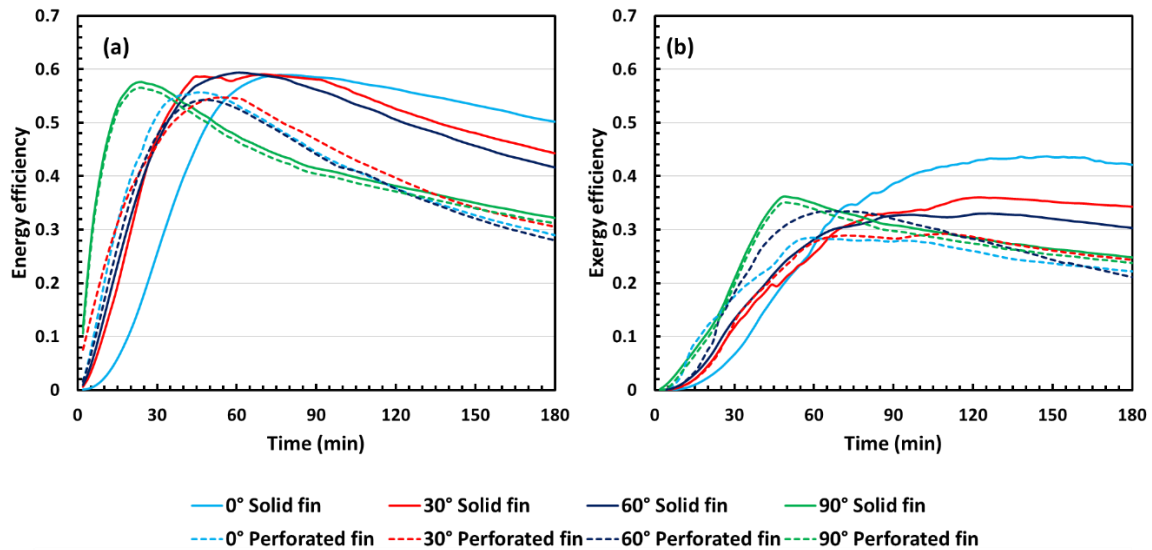 (a)
Energy efficiency
0.7
0.6
0.5
0.4
0.3
0.2
0.1
0
0 30 60 90 120 150 180
Time (min)
(b)
Exergy efficiency
0.7
0.6
0.5
0.4
0.3
0.2
0.1
0
0 30 60 90 120 150 180
Time (min)
0° Solid fin 30° Solid fin 60° Solid fin 90° Solid fin
0° Perforated fin 30° Perforated fin 60° Perforated fin 90° Perforated fin